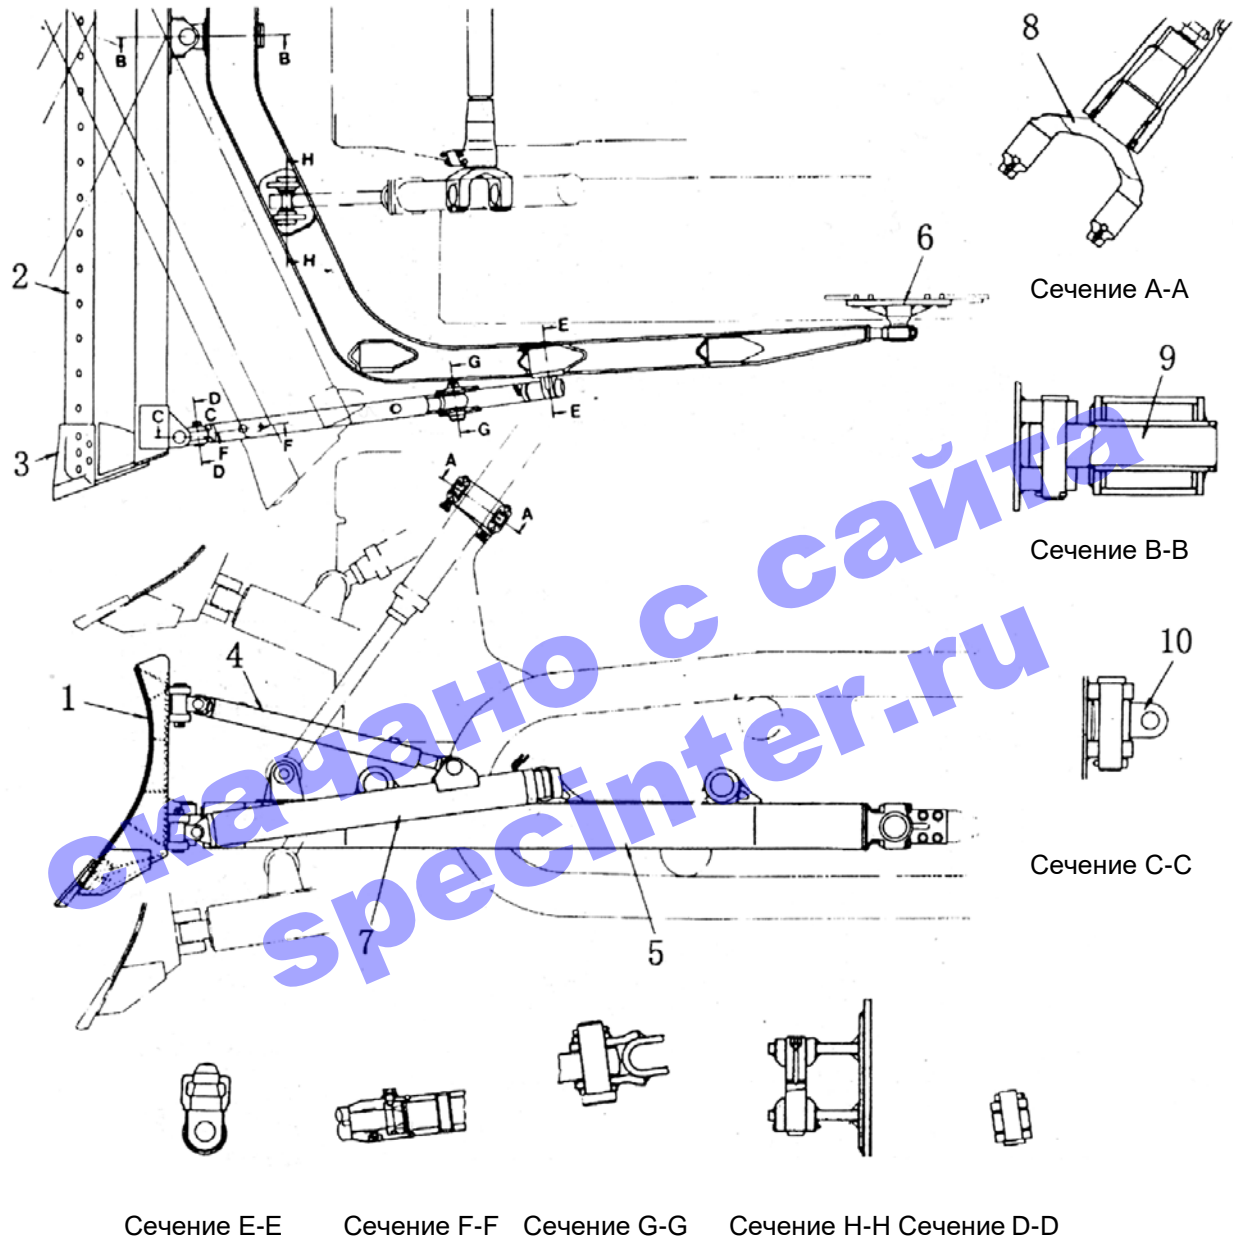 B B
8
H
H
2
6
Сечение A-A
E
G
9
D
C C
E
G
F F
3
D
A
A
Сечение B-B
4
10
1
скачано с сайта
specinter.ru
Сечение C-C
7
5
Сечение E-E Сечение F-F Сечение G-G Сечение H-H Сечение D-D